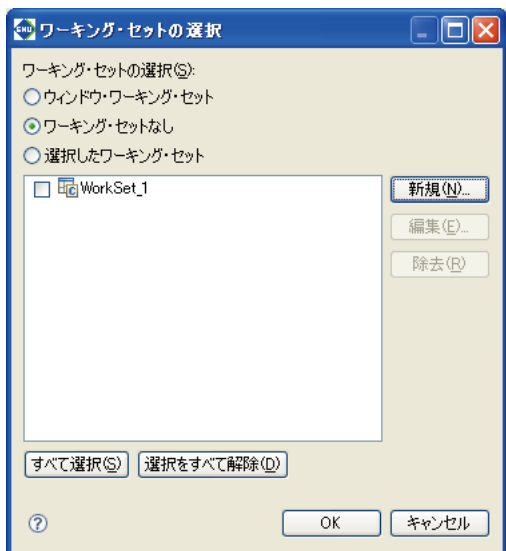 GNU ワーキング・セットの選択
ワーキング・セットの選択(S):
ウィンドウ・ワーキング・セット
ワーキング・セットなし
選択したワーキング・セット
WorkSet_1
新規(N)...
編集(E)...
除去(R)
すべて選択(S) 選択をすべて解除(D)
OK キャンセル